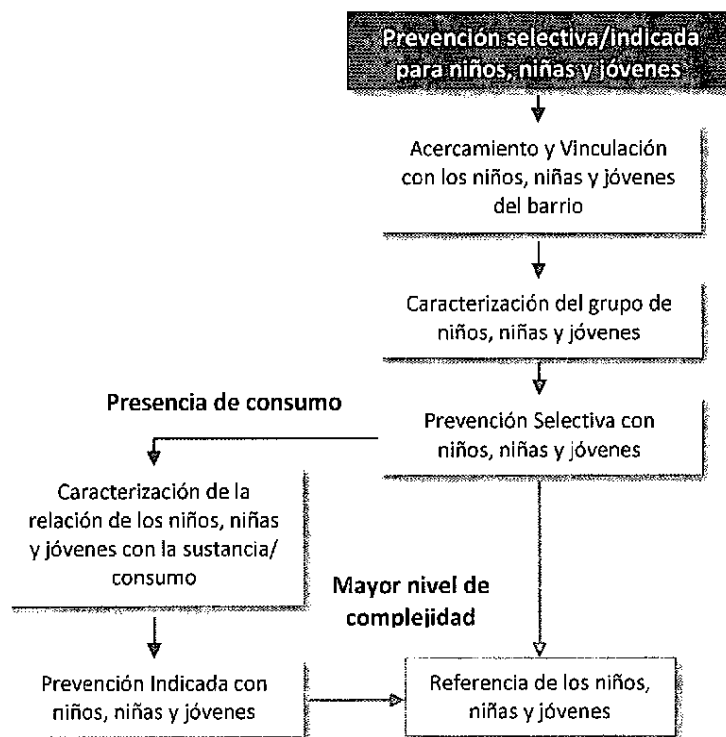 Prevención selectiva/indicada
para niños, niñas y jóvenes
Acercamiento y Vinculación
con los niños, niñas y jóvenes
del barrio
Caracterización del grupo de
niños, niñas y jóvenes
Presencia de consumo
Prevención Selectiva con
niños, niñas y jóvenes
Caracterización de la
relación de los niños, niñas
y jóvenes con la sustancia/
consumo
Mayor nivel de
complejidad
Prevención Indicada con
niños, niñas y jóvenes
Referencia de los niños,
niñas y jóvenes